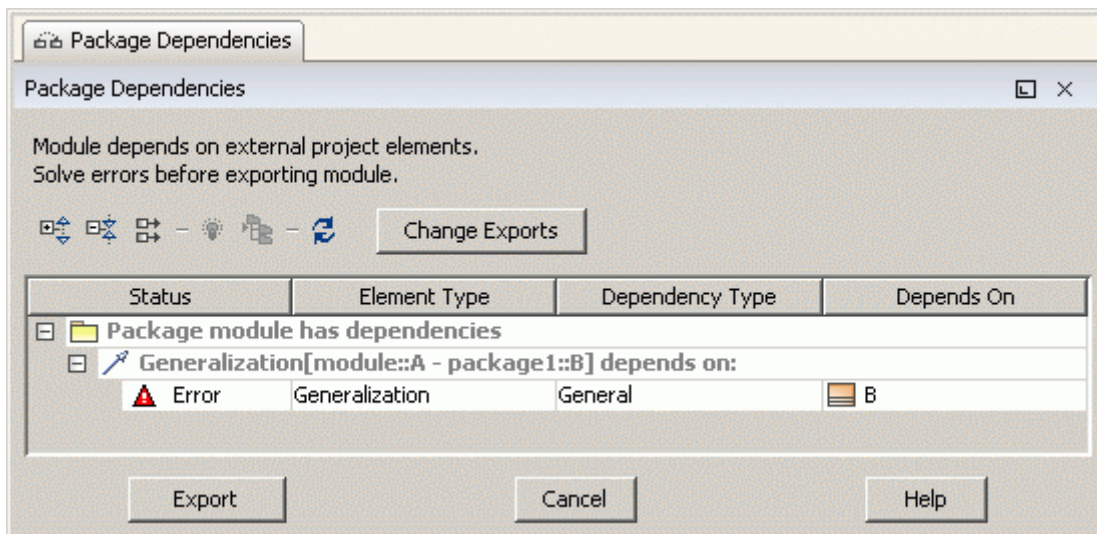 Package Dependencies
Package Dependencies
Module depends on external project elements.
Solve errors before exporting module.
Change Exports
Status Element Type Dependency Type Depends On
Package module has dependencies
Generalization[module::A - package1::B] depends on:
Error Generalization General B
Export Cancel Help